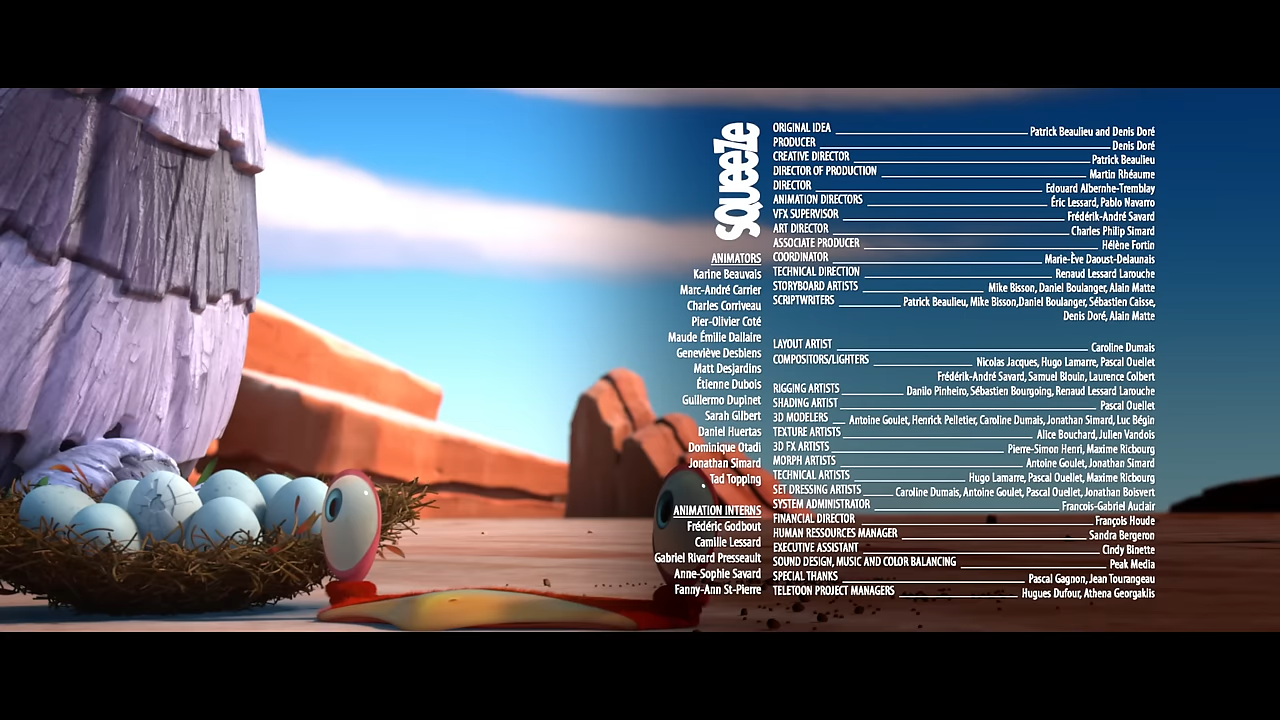 squeeze
ANIMATORS
Karine Beauvais
Marc-André Carrier
Charles Corriveau
Pier-Olivier Coté
Maude Émilie Dallaire
Geneviève Desbiens
Matt Desjardins
Étienne Dubois
Guillermo Dupinet
Sarah Gilbert
Daniel Huertas
Dominique Otadi
Jonathan Simard
Tad Topping
ANIMATION INTERNS
Frédéric Godbout
Camille Lessard
Gabriel Rivard Presseault
Anne-Sophie Savard
Fanny-Ann St-Pierre
ORIGINAL IDEA Patrick Beaulieu and Denis Doré
PRODUCER Denis Doré
CREATIVE DIRECTOR Patrick Beaulieu
DIRECTOR OF PRODUCTION Martin Rhéaume
DIRECTOR Edouard Albernhe-Tremblay
ANIMATION DIRECTORS Éric Lessard, Pablo Navarro
VFX SUPERVISOR Frédérik-André Savard
ART DIRECTOR Charles Philip Simard
ASSOCIATE PRODUCER Hélène Fortin
COORDINATOR Marie-Ève Daoust-Delaunais
TECHNICAL DIRECTION Renaud Lessard Larouche
STORYBOARD ARTISTS Mike Bisson, Daniel Boulanger, Alain Matte
SCRIPTWRITERS Patrick Beaulieu, Mike Bisson,Daniel Boulanger, Sébastien Caisse,
Denis Doré, Alain Matte
LAYOUT ARTIST Caroline Dumais
COMPOSITORS/LIGHTERS Nicolas Jacques, Hugo Lamarre, Pascal Ouellet
Frédérik-André Savard, Samuel Blouin, Laurence Colbert
RIGGING ARTISTS Danilo Pinheiro, Sébastien Bourgoing, Renaud Lessard Larouche
SHADING ARTIST Pascal Ouellet
3D MODELERS Antoine Goulet, Henrick Pelletier, Caroline Dumais, Jonathan Simard, Luc Bégin
TEXTURE ARTISTS Alice Bouchard, Julien Vandois
3D FX ARTISTS Pierre-Simon Henri, Maxime Ricbourg
MORPH ARTISTS Antoine Goulet, Jonathan Simard
TECHNICAL ARTISTS Hugo Lamarre, Pascal Ouellet, Maxime Ricbourg
SET DRESSING ARTISTS Caroline Dumais, Antoine Goulet, Pascal Ouellet, Jonathan Boisvert
SYSTEM ADMINISTRATOR Francois-Gabriel Auclair
FINANCIAL DIRECTOR François Houde
HUMAN RESSOURCES MANAGER Sandra Bergeron
EXECUTIVE ASSISTANT Cindy Binette
SOUND DESIGN, MUSIC AND COLOR BALANCING Peak Media
SPECIAL THANKS Pascal Gagnon, Jean Tourangeau
TELETOON PROJECT MANAGERS Hugues Dufour, Athena Georgaklis